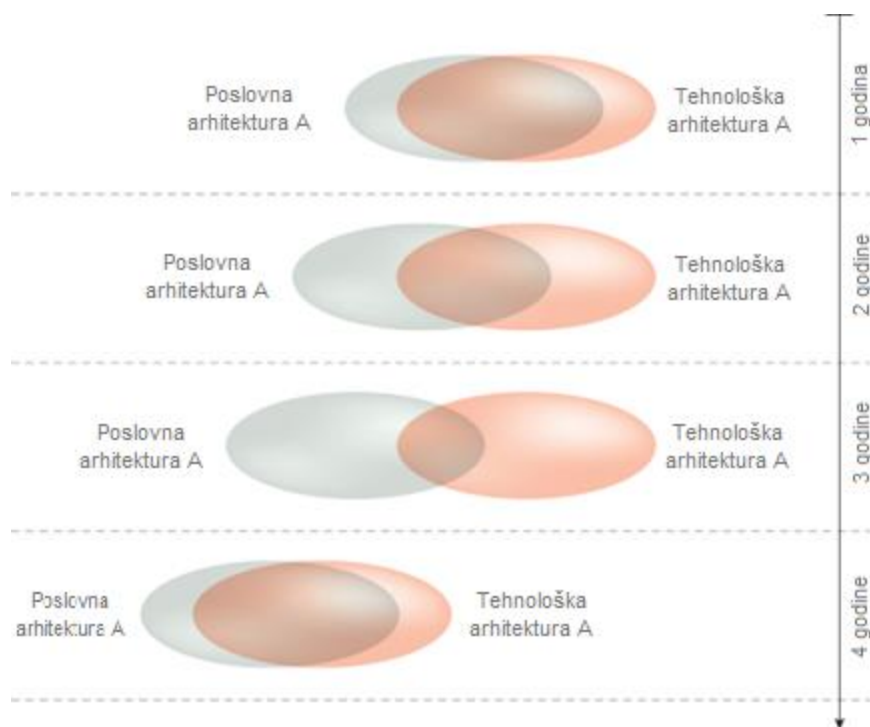 Poslovna
arhitektura A
Tehnološka
arhitektura A
1 godina
Poslovna
arhitektura A
Tehnološka
arhitektura A
2 godine
Poslovna
arhitektura A
Tehnološka
arhitektura A
3 godine
Poslovna
arhitektura A
Tehnološka
arhitektura A
4 godine